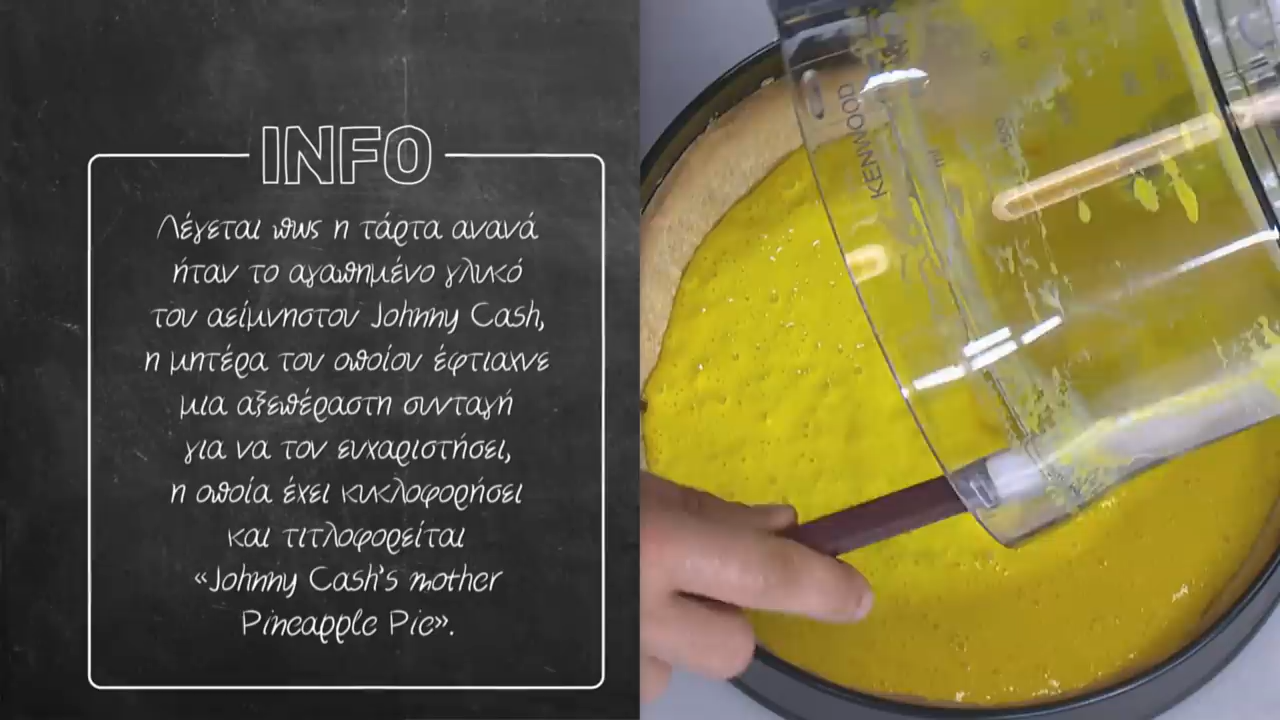 INFO
Λέγεται πως η τάρτα ανανά
ήταν το αγαπημένο γλυκό
του αείμνηστου Johnny Cash,
η μητέρα του οποίου έφτιαχνε
μια αξεπέραστη συνταγή
για να τον ευχαριστήσει,
η οποία έχει κυκλοφορήσει
και τιτλοφορείται
«Johnny Cash's mother
Pineapple Pie».
KENWOOD